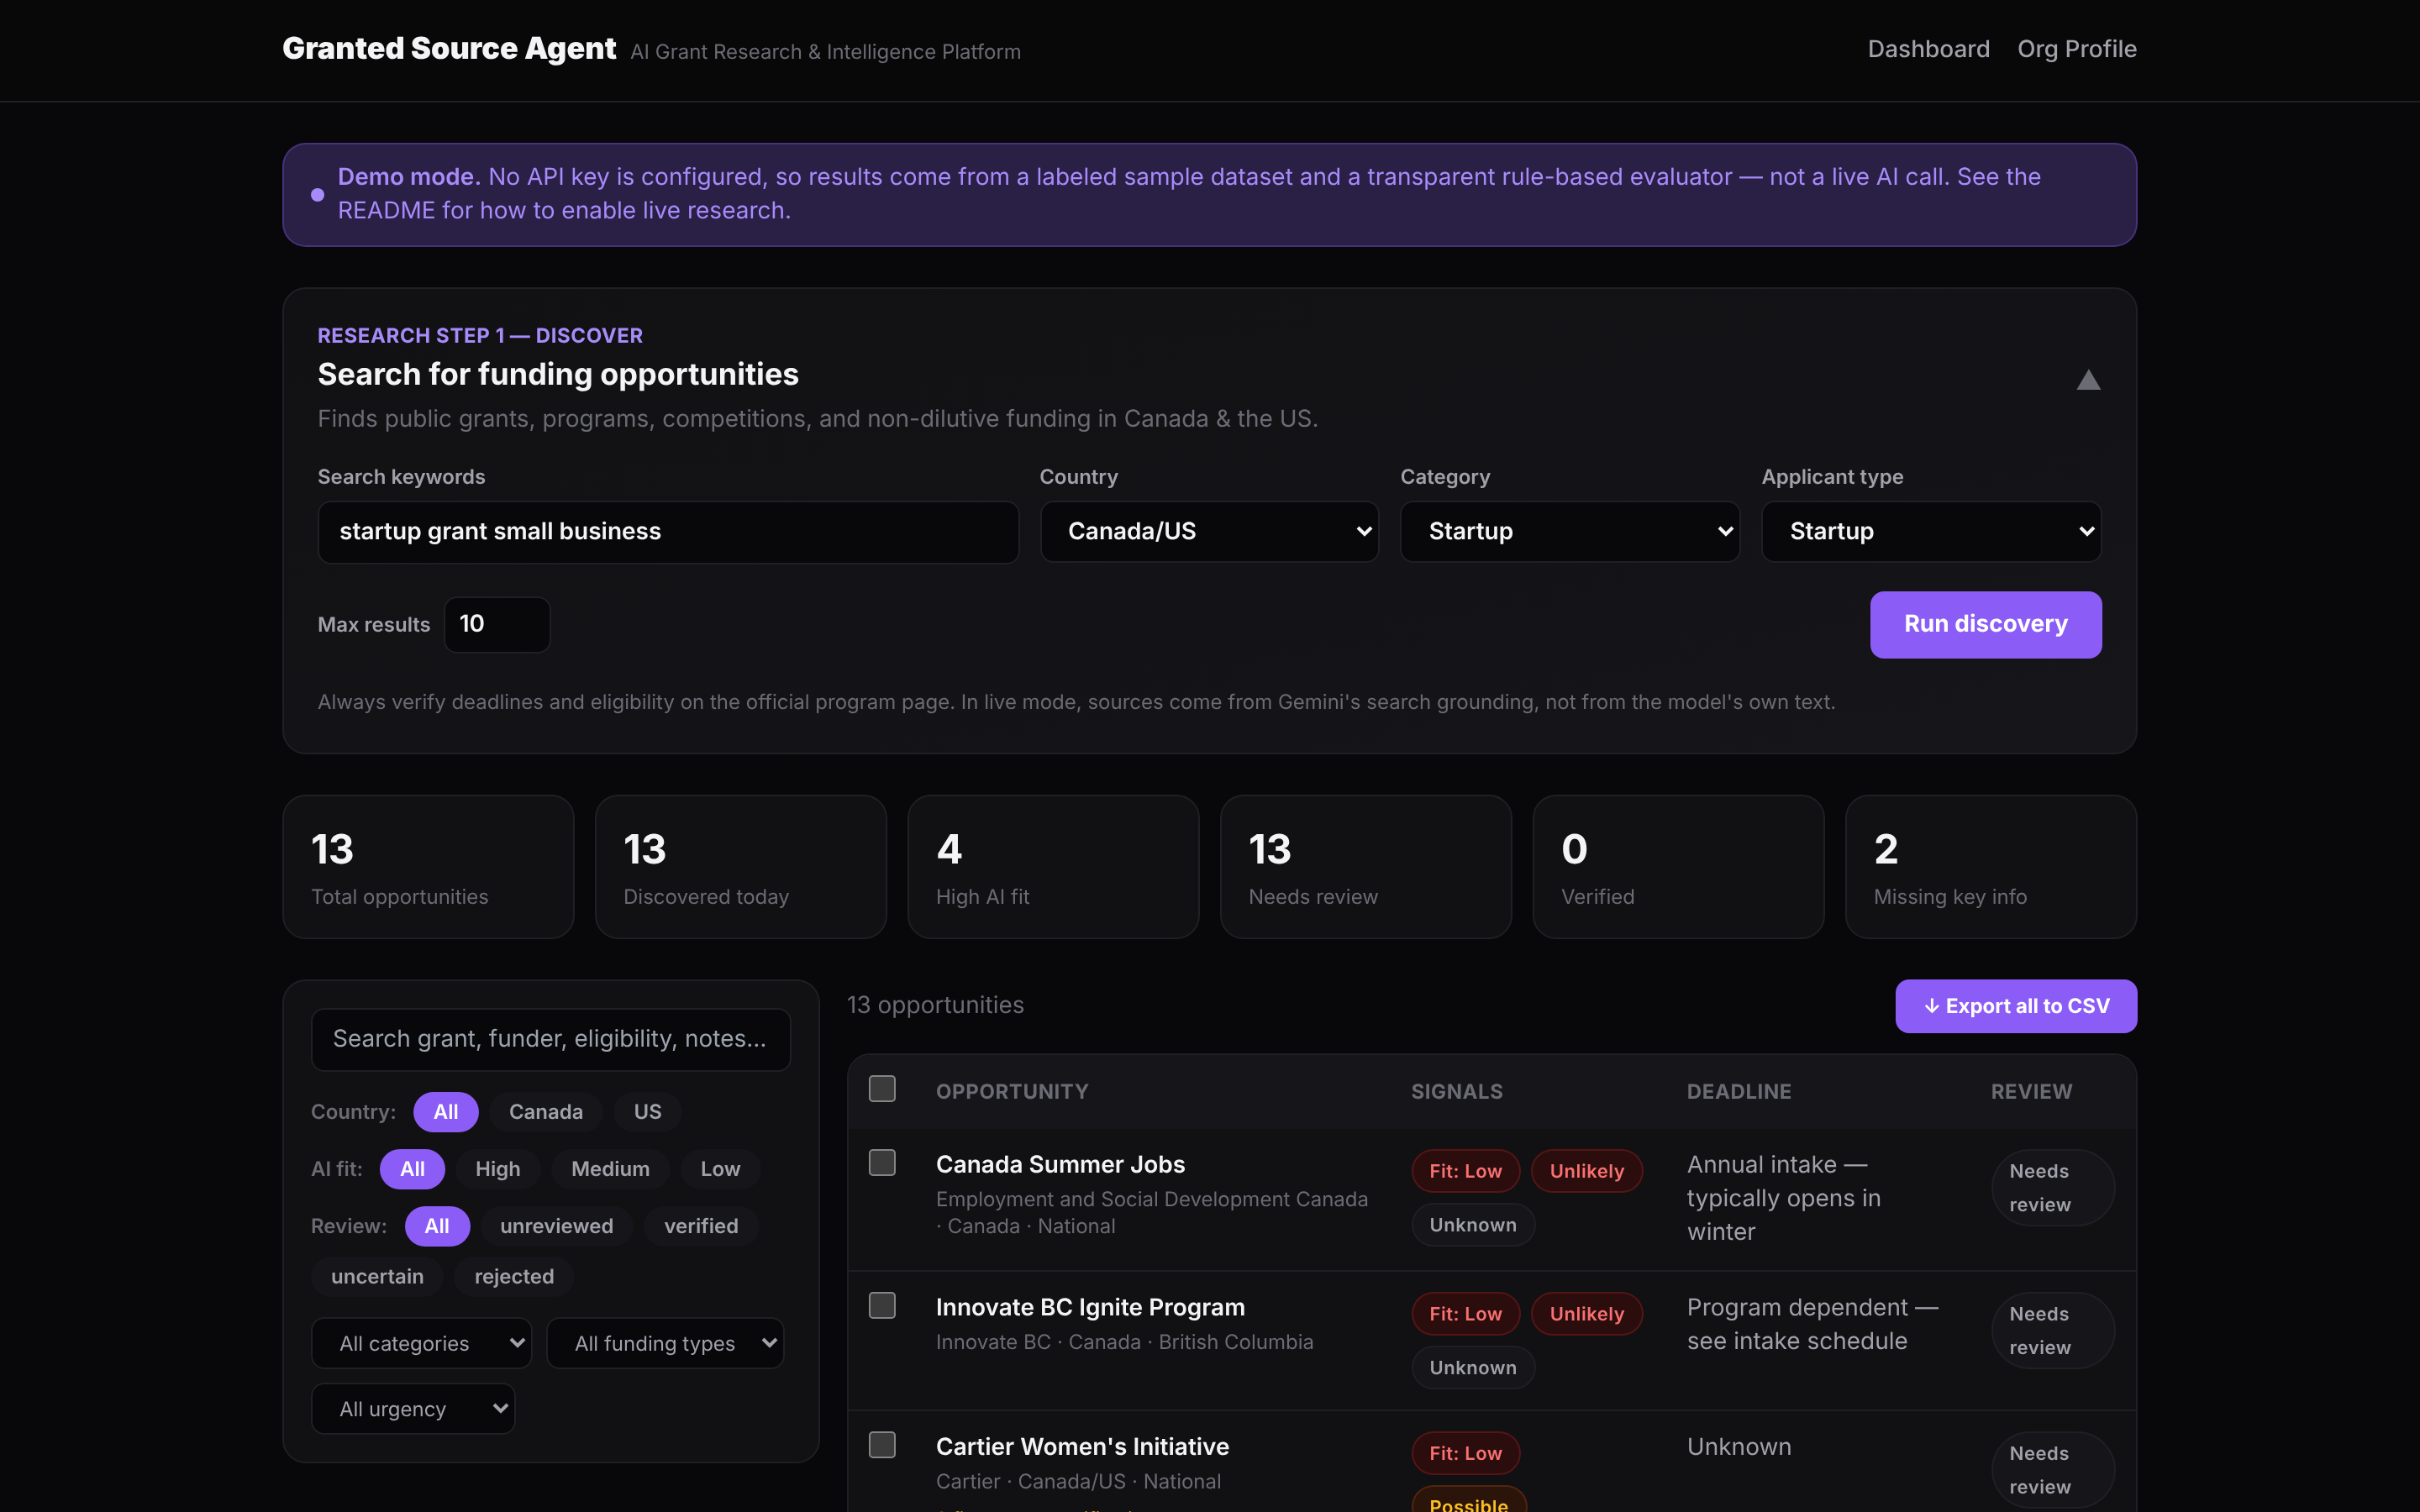 Granted Source Agent AI Grant Research & Intelligence Platform
Dashboard Org Profile
Demo mode. No API key is configured, so results come from a labeled sample dataset and a transparent rule-based evaluator — not a live AI call. See the
README for how to enable live research.
RESEARCH STEP 1 — DISCOVER
Search for funding opportunities
Finds public grants, programs, competitions, and non-dilutive funding in Canada & the US.
Search keywords Country Category Applicant type
startup grant small business Canada/US Startup Startup
Max results 10 Run discovery
Always verify deadlines and eligibility on the official program page. In live mode, sources come from Gemini's search grounding, not from the model's own text.
13 13 4 13 0 2
Total opportunities Discovered today High AI fit Needs review Verified Missing key info
Search grant, funder, eligibility, notes...
Country: All Canada US
AI fit: All High Medium Low
Review: All unreviewed verified
uncertain rejected
All categories All funding types
All urgency
13 opportunities ↓ Export all to CSV
OPPORTUNITY SIGNALS DEADLINE REVIEW
Canada Summer Jobs
Employment and Social Development Canada
· Canada · National
Fit: Low Unlikely
Unknown
Annual intake —
typically opens in
winter
Needs
review
Innovate BC Ignite Program
Innovate BC · Canada · British Columbia
Fit: Low Unlikely
Unknown
Program dependent —
see intake schedule
Needs
review
Cartier Women's Initiative
Cartier · Canada/US · National
Fit: Low
Possible
Unknown
Needs
review